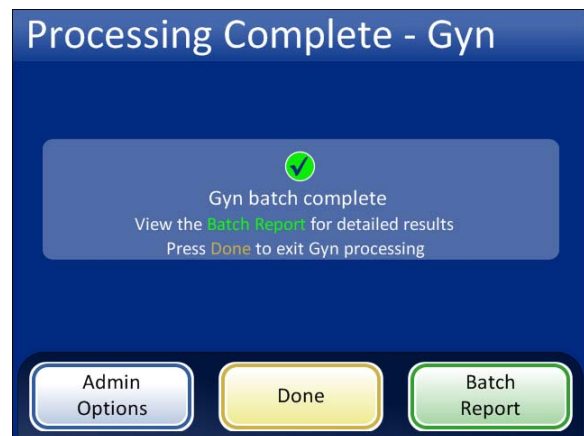 Processing Complete - Gyn
Gyn batch complete
View the Batch Report for detailed results
Press Done to exit Gyn processing
Admin
Options
Done
Batch
Report